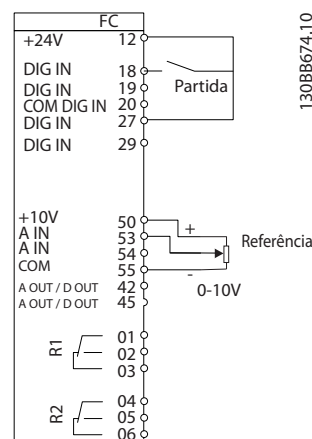 FC
+24V 12
DIG IN 18
DIG IN 19
COM DIG IN 20
DIG IN 27
DIG IN 29
Partida
+10V 50
A IN 53
A IN 54
COM 55
A OUT / D OUT 42
A OUT / D OUT 45
+
-
Referência
0-10V
R1
01
02
03
R2
04
05
06
130BB674.10